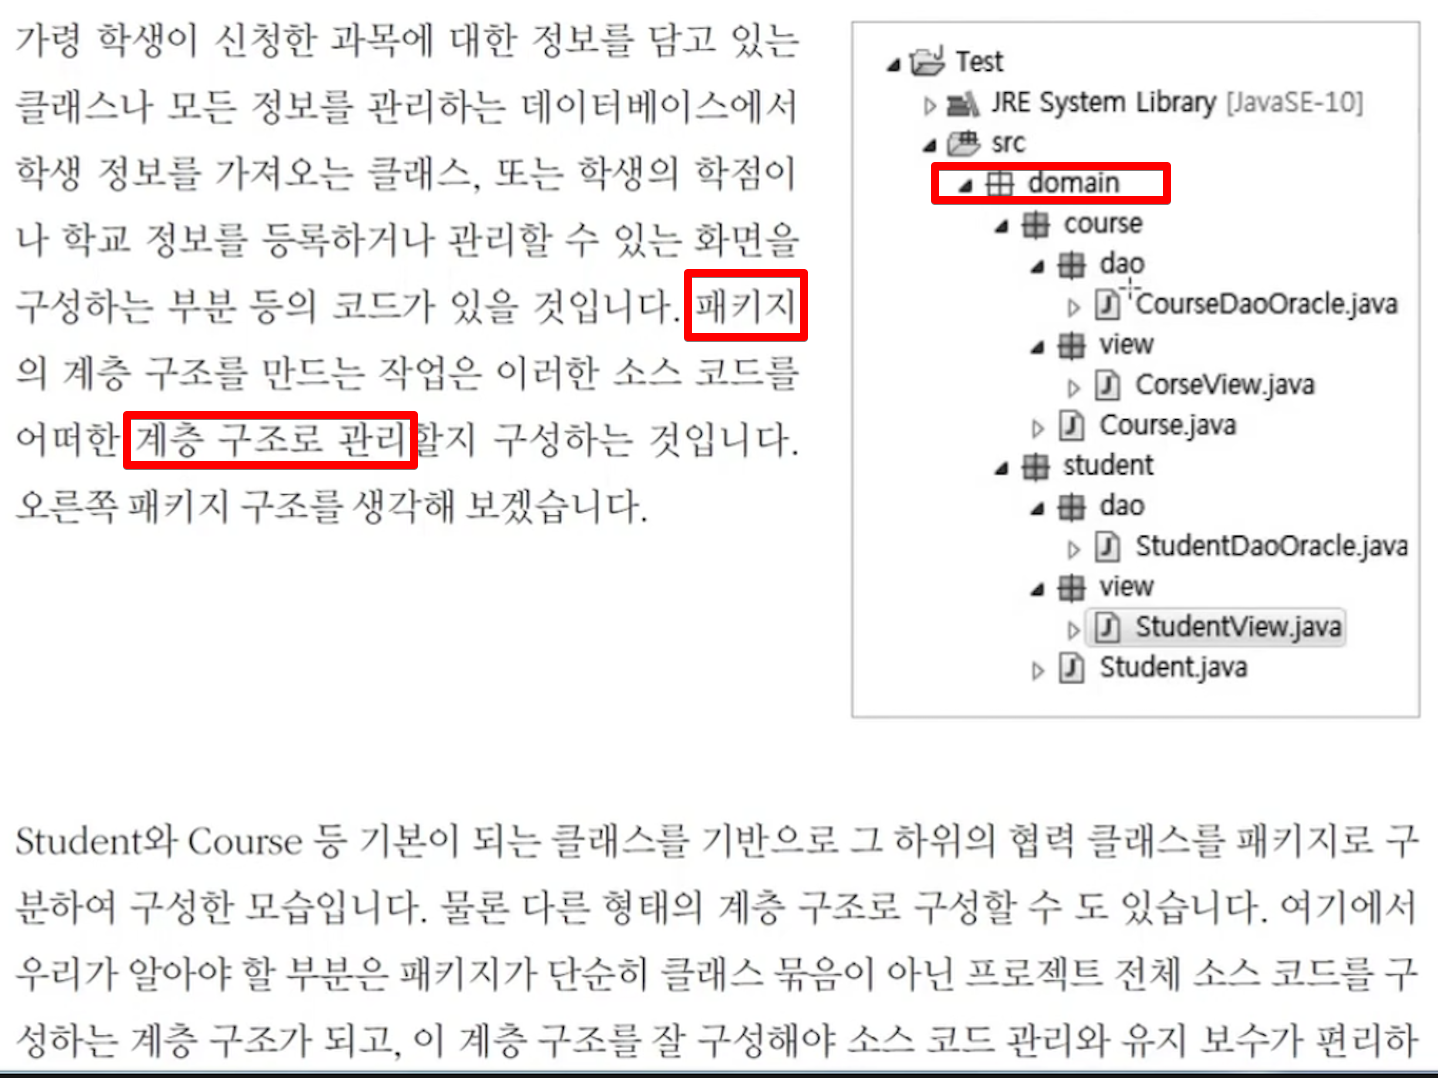 가령 학생이 신청한 과목에 대한 정보를 담고 있는
클래스나 모든 정보를 관리하는 데이터베이스에서
학생 정보를 가져오는 클래스, 또는 학생의 학점이
나 학교 정보를 등록하거나 관리할 수 있는 화면을
구성하는 부분 등의 코드가 있을 것입니다. 패키지
의 계층 구조를 만드는 작업은 이러한 소스 코드를
어떠한 계층 구조로 관리할지 구성하는 것입니다.
오른쪽 패키지 구조를 생각해 보겠습니다.
Test
JRE System Library [JavaSE-10]
src
domain
course
dao
CourseDaoOracle.java
view
CorseView.java
Course.java
student
dao
StudentDaoOracle.java
view
StudentView.java
Student.java
Student와 Course 등 기본이 되는 클래스를 기반으로 그 하위의 협력 클래스를 패키지로 구
분하여 구성한 모습입니다. 물론 다른 형태의 계층 구조로 구성할 수 도 있습니다. 여기에서
우리가 알아야 할 부분은 패키지가 단순히 클래스 묶음이 아닌 프로젝트 전체 소스 코드를 구
성하는 계층 구조가 되고, 이 계층 구조를 잘 구성해야 소스 코드 관리와 유지 보수가 편리하